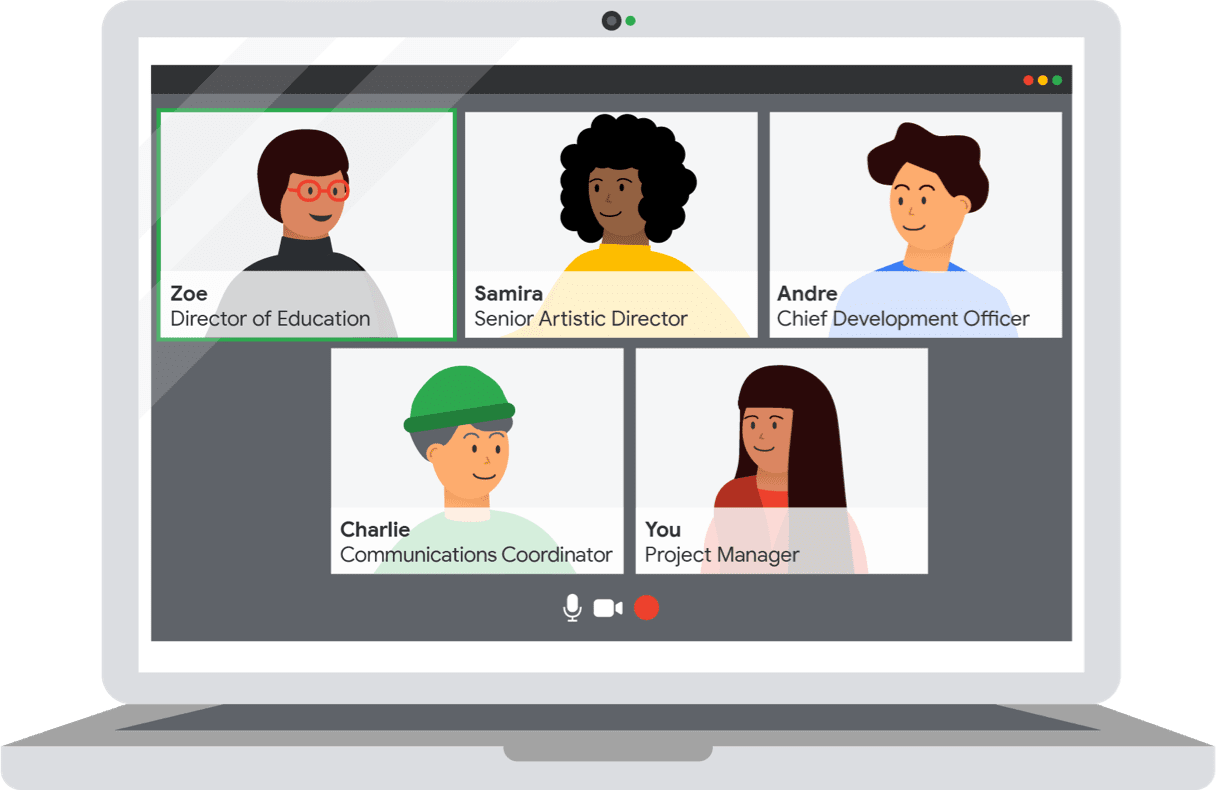 Zoe
Director of Education
Samira
Senior Artistic Director
Andre
Chief Development Officer
Charlie
Communications Coordinator
You
Project Manager